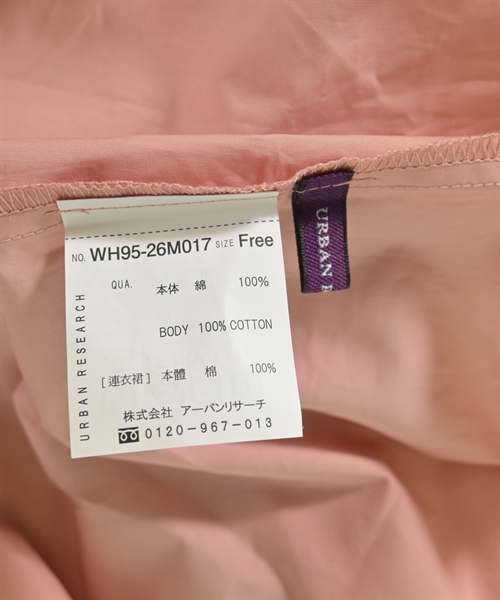 NO. WH95-26M017 SIZE Free
QUA. 本体 綿 100%
BODY 100% COTTON
[連衣裙] 本體 棉 100%
株式会社 アーバンリサーチ
0120-967-013
URBAN RESEARCH
URBAN